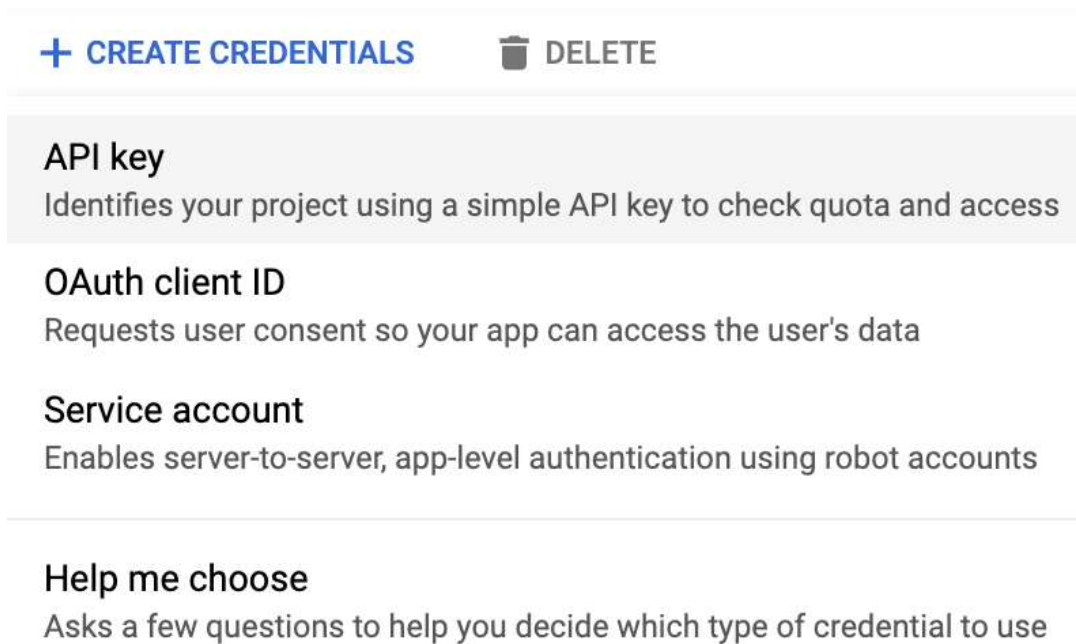 + CREATE CREDENTIALS DELETE
API key
Identifies your project using a simple API key to check quota and access
OAuth client ID
Requests user consent so your app can access the user's data
Service account
Enables server-to-server, app-level authentication using robot accounts
Help me choose
Asks a few questions to help you decide which type of credential to use